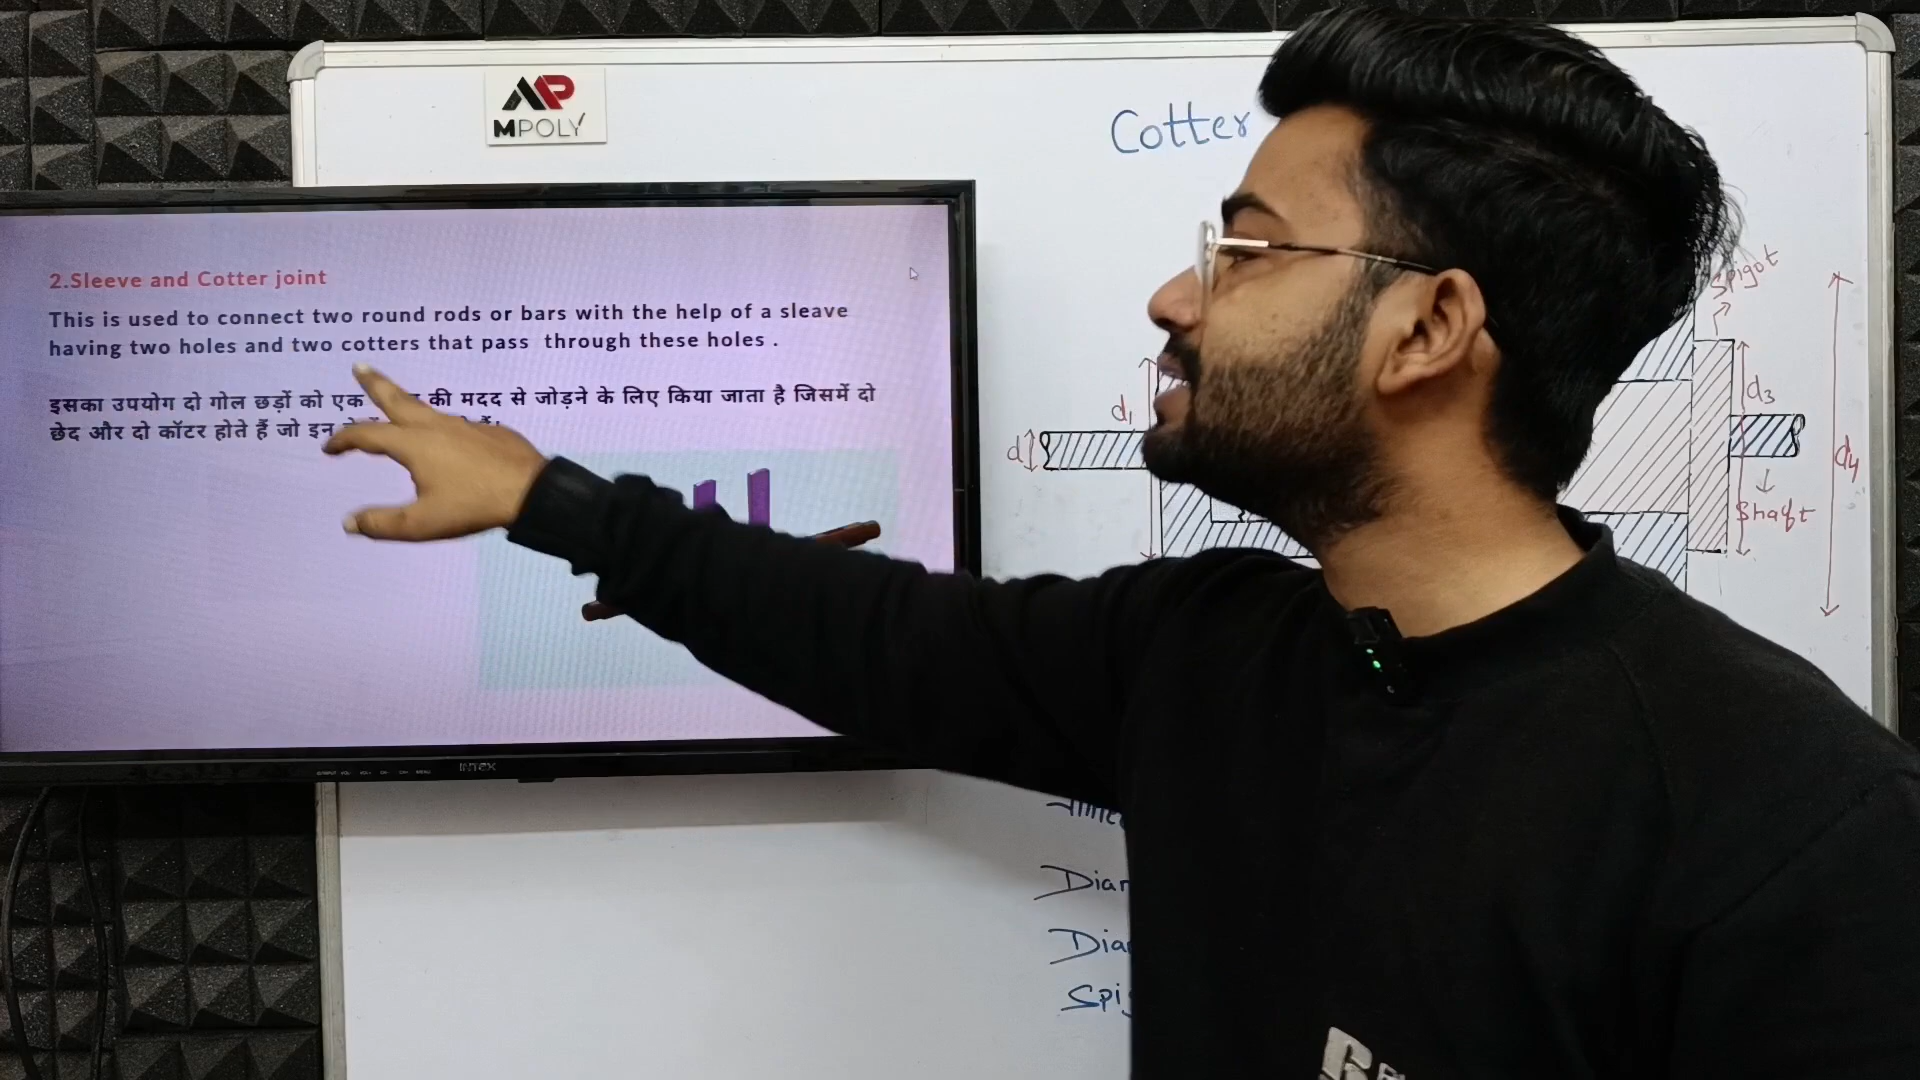 MPOLY
Cotter
2.Sleeve and Cotter joint
This is used to connect two round rods or bars with the help of a sleave
having two holes and two cotters that pass through these holes .
इसका उपयोग दो गोल छड़ों को एक की मदद से जोड़ने के लिए किया जाता है जिसमें दो
छेद और दो कॉटर होते हैं जो इन
INTEX
Spigot
d₁
d
d₃
d₄
Shaft